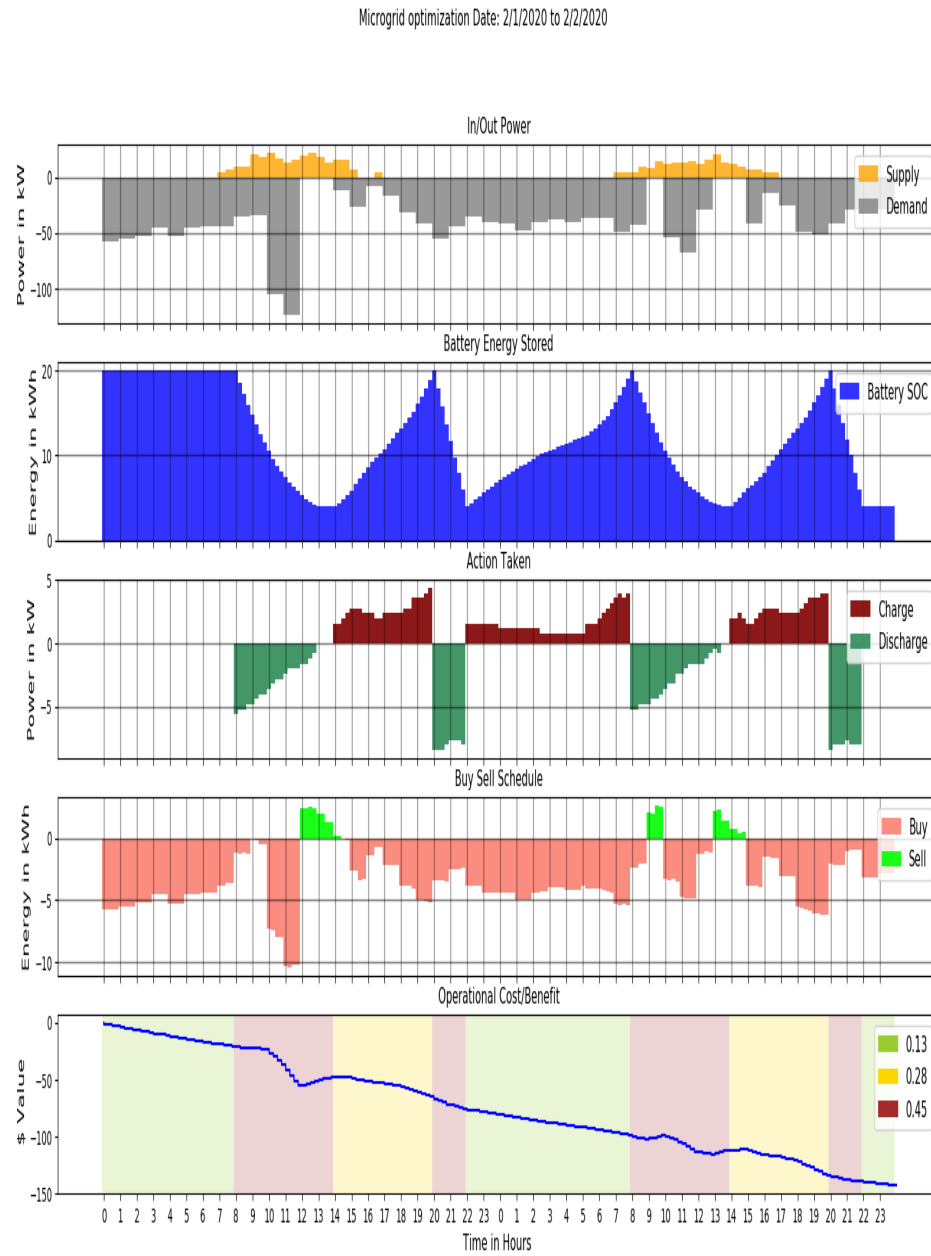 Microgrid optimization Date: 2/1/2020 to 2/2/2020
In/Out Power
Power in kW
0
−50
−100
Supply
Demand
Battery Energy Stored
Energy in kWh
20
10
0
Battery SOC
Action Taken
Power in kW
5
0
−5
Charge
Discharge
Buy Sell Schedule
Energy in kWh
0
−5
−10
Buy
Sell
Operational Cost/Benefit
$ Value
0
−50
−100
−150
0.13
0.28
0.45
0 1 2 3 4 5 6 7 8 9 10 11 12 13 14 15 16 17 18 19 20 21 22 23 0 1 2 3 4 5 6 7 8 9 10 11 12 13 14 15 16 17 18 19 20 21 22 23
Time in Hours